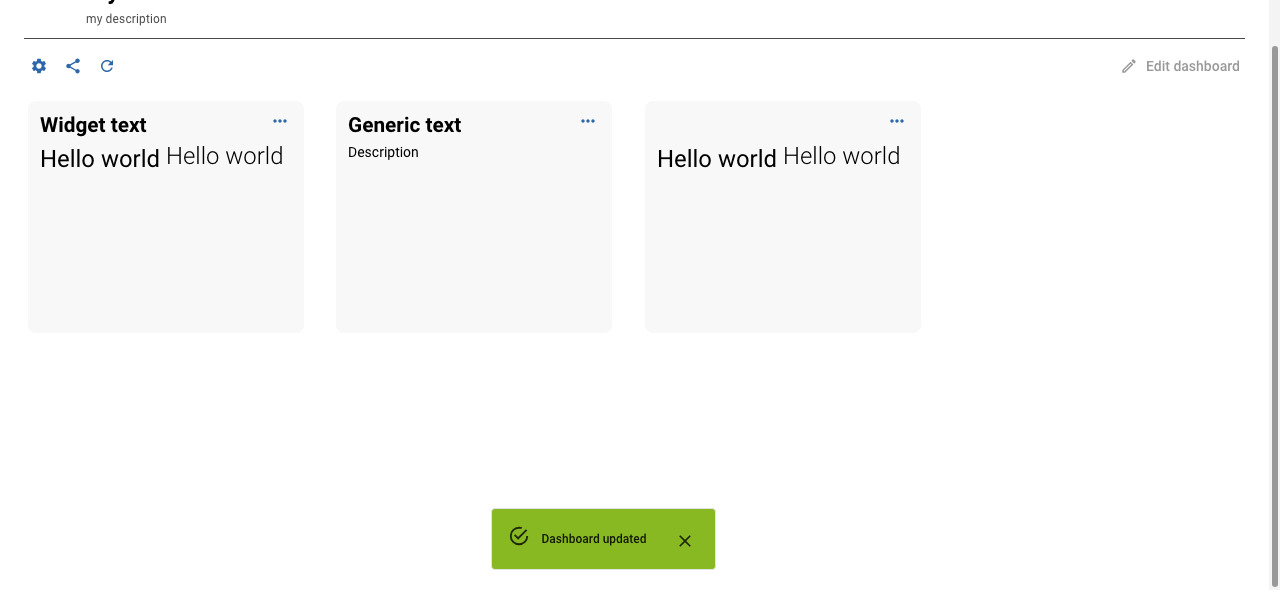 my description
Edit dashboard
Widget text
Hello world Hello world
Generic text
Description
Hello world Hello world
Dashboard updated